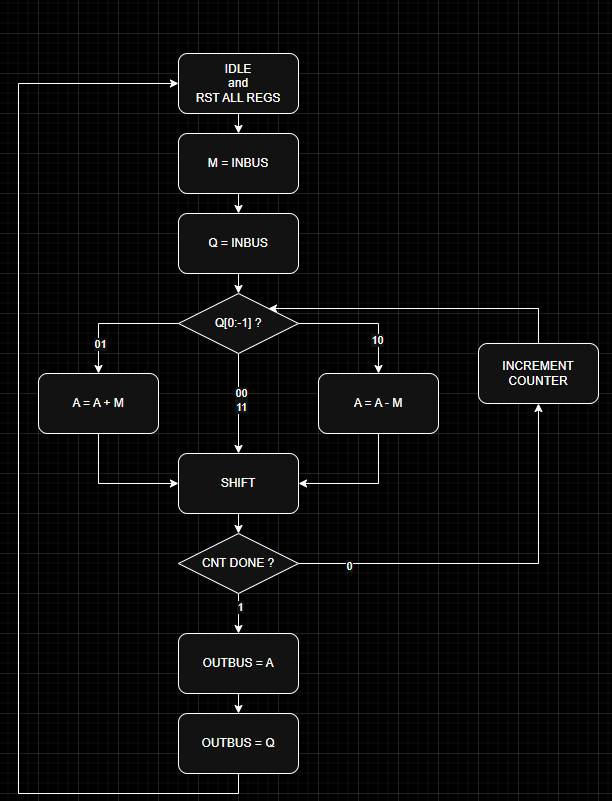 IDLE
and
RST ALL REGS
M = INBUS
Q = INBUS
Q[0:-1] ?
01
10
INCREMENT
COUNTER
00
11
A = A + M
A = A - M
SHIFT
CNT DONE ?
0
1
OUTBUS = A
OUTBUS = Q